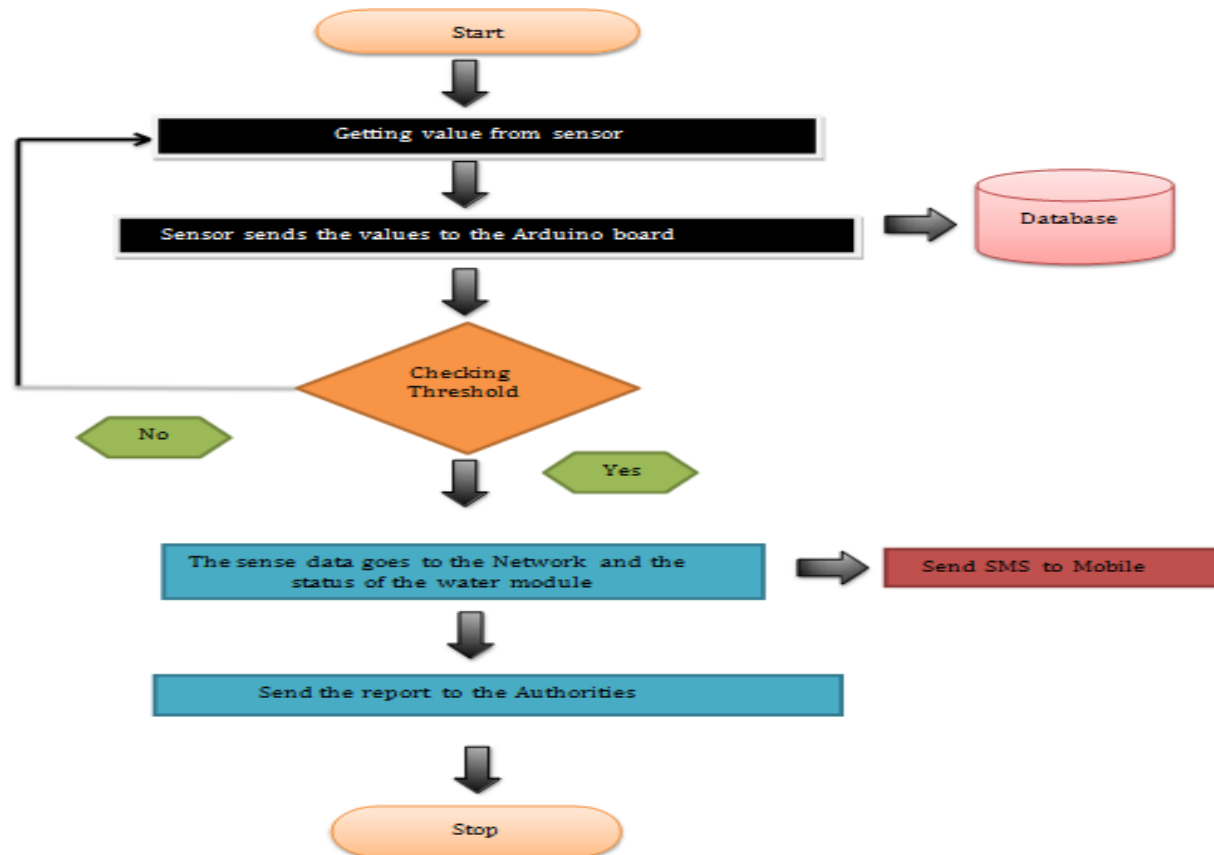 Start
Getting value from sensor
Sensor sends the values to the Arduino board
Database
Checking
Threshold
No
Yes
The sense data goes to the Network and the
status of the water module
Send SMS to Mobile
Send the report to the Authorities
Stop